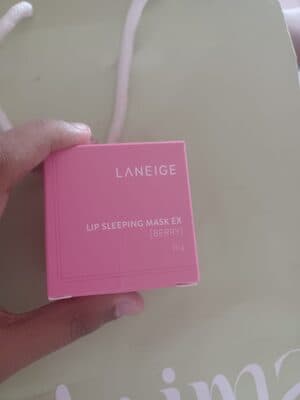 LANEIGE
LIP SLEEPING MASK EX
[BERRY]